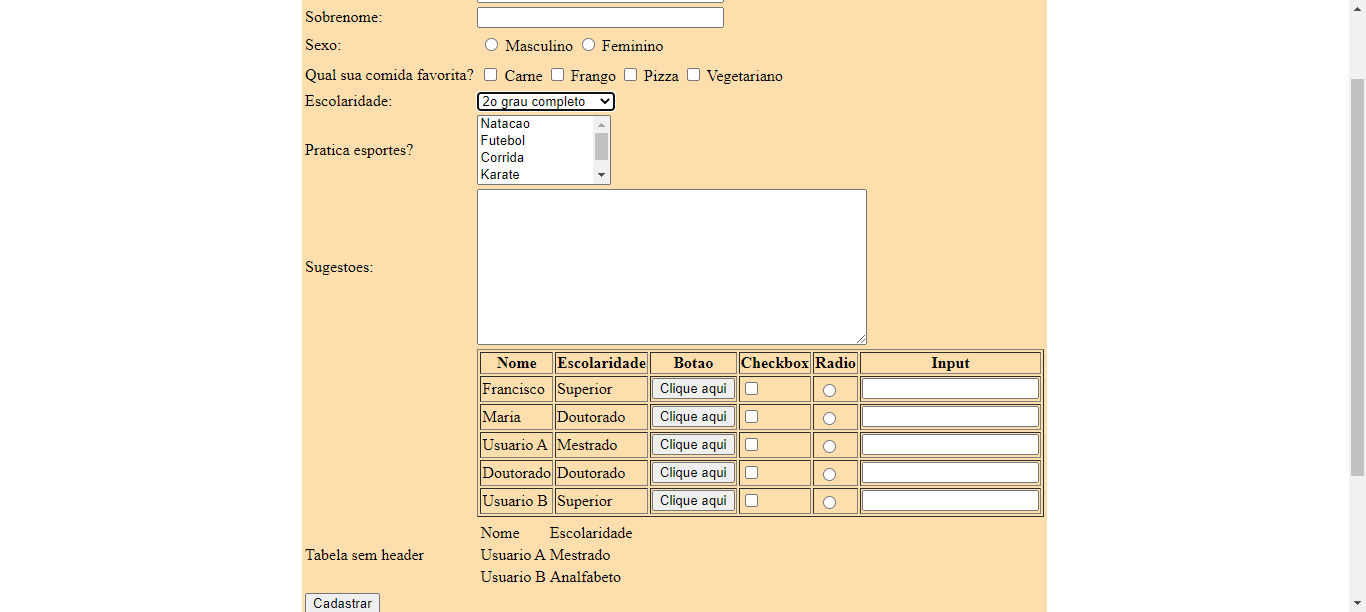 Sobrenome:
Sexo: Masculino Feminino
Qual sua comida favorita? Carne Frango Pizza Vegetariano
Escolaridade: 2o grau completo
Natacao
Futebol
Pratica esportes?
Corrida
Karate
Sugestoes:
Nome Escolaridade Botao Checkbox Radio Input
Francisco Superior Clique aqui
Maria Doutorado Clique aqui
Usuario A Mestrado Clique aqui
Doutorado Doutorado Clique aqui
Usuario B Superior Clique aqui
Nome Escolaridade
Tabela sem header Usuario A Mestrado
Usuario B Analfabeto
Cadastrar